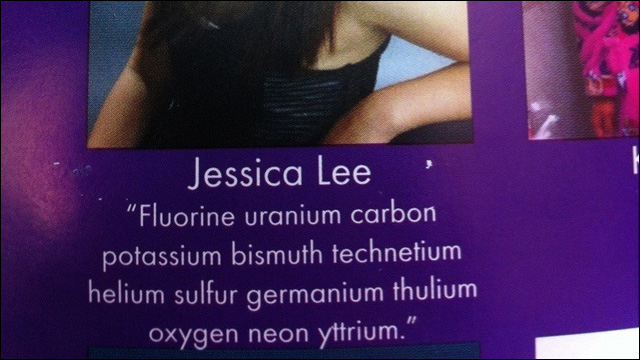 Jessica Lee
“Fluorine uranium carbon
potassium bismuth technetium
helium sulfur germanium thulium
oxygen neon yttrium.”